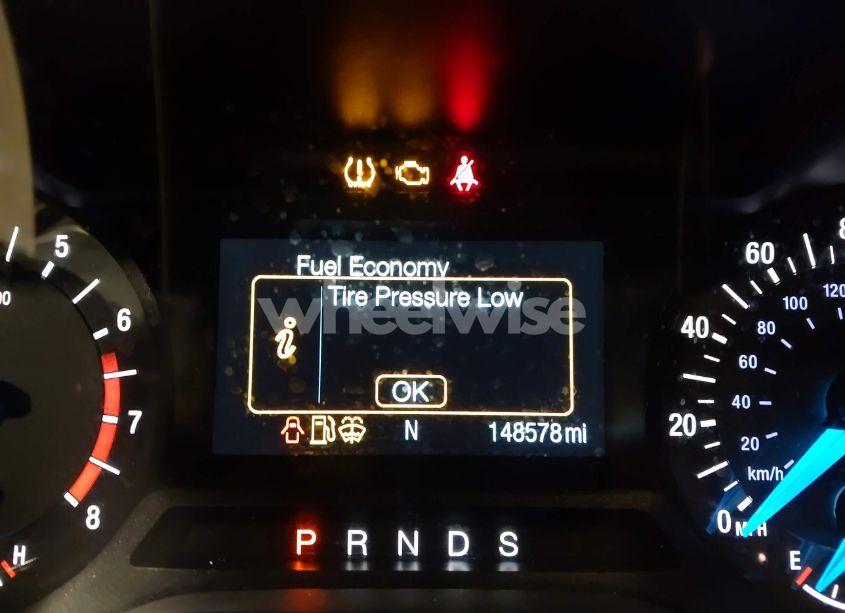 Fuel Economy
Tire Pressure Low
wheelwise
i
OK
N 148578mi
P R N D S
5
6
7
8
H
60
40
20
0 MPH
120
100
80
60
40
20
km/h
E